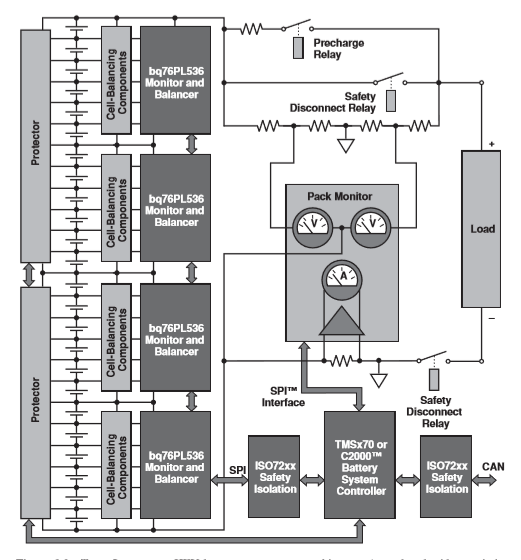 Precharge
Relay
Safety
Disconnect Relay
Protector
Cell-Balancing
Components
bq76PL536
Monitor and
Balancer
Cell-Balancing
Components
bq76PL536
Monitor and
Balancer
Pack Monitor
V
V
A
+
Load
–
Protector
Cell-Balancing
Components
bq76PL536
Monitor and
Balancer
Cell-Balancing
Components
bq76PL536
Monitor and
Balancer
SPI™
Interface
Safety
Disconnect
Relay
SPI
ISO72xx
Safety
Isolation
TMSx70 or
C2000™
Battery
System
Controller
ISO72xx
Safety
Isolation
CAN